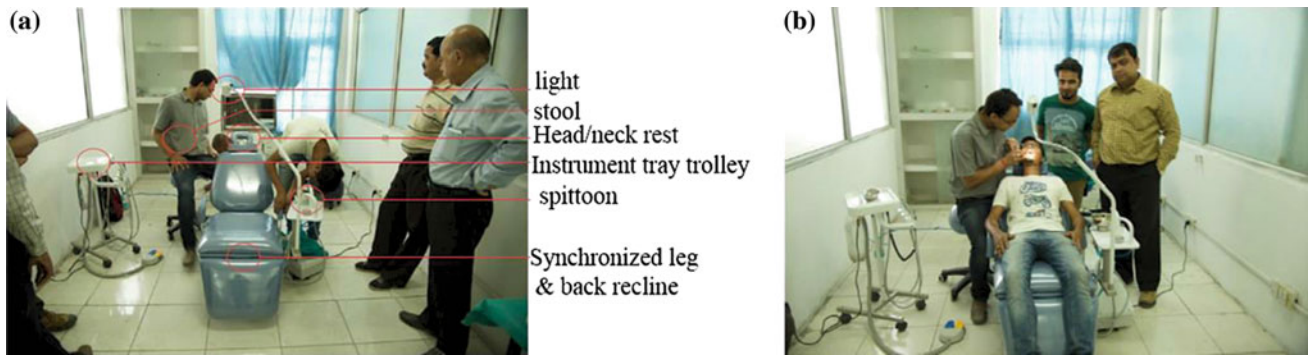 (a)
light
stool
Head/neck rest
Instrument tray trolley
spittoon
Synchronized leg
& back recline
(b)